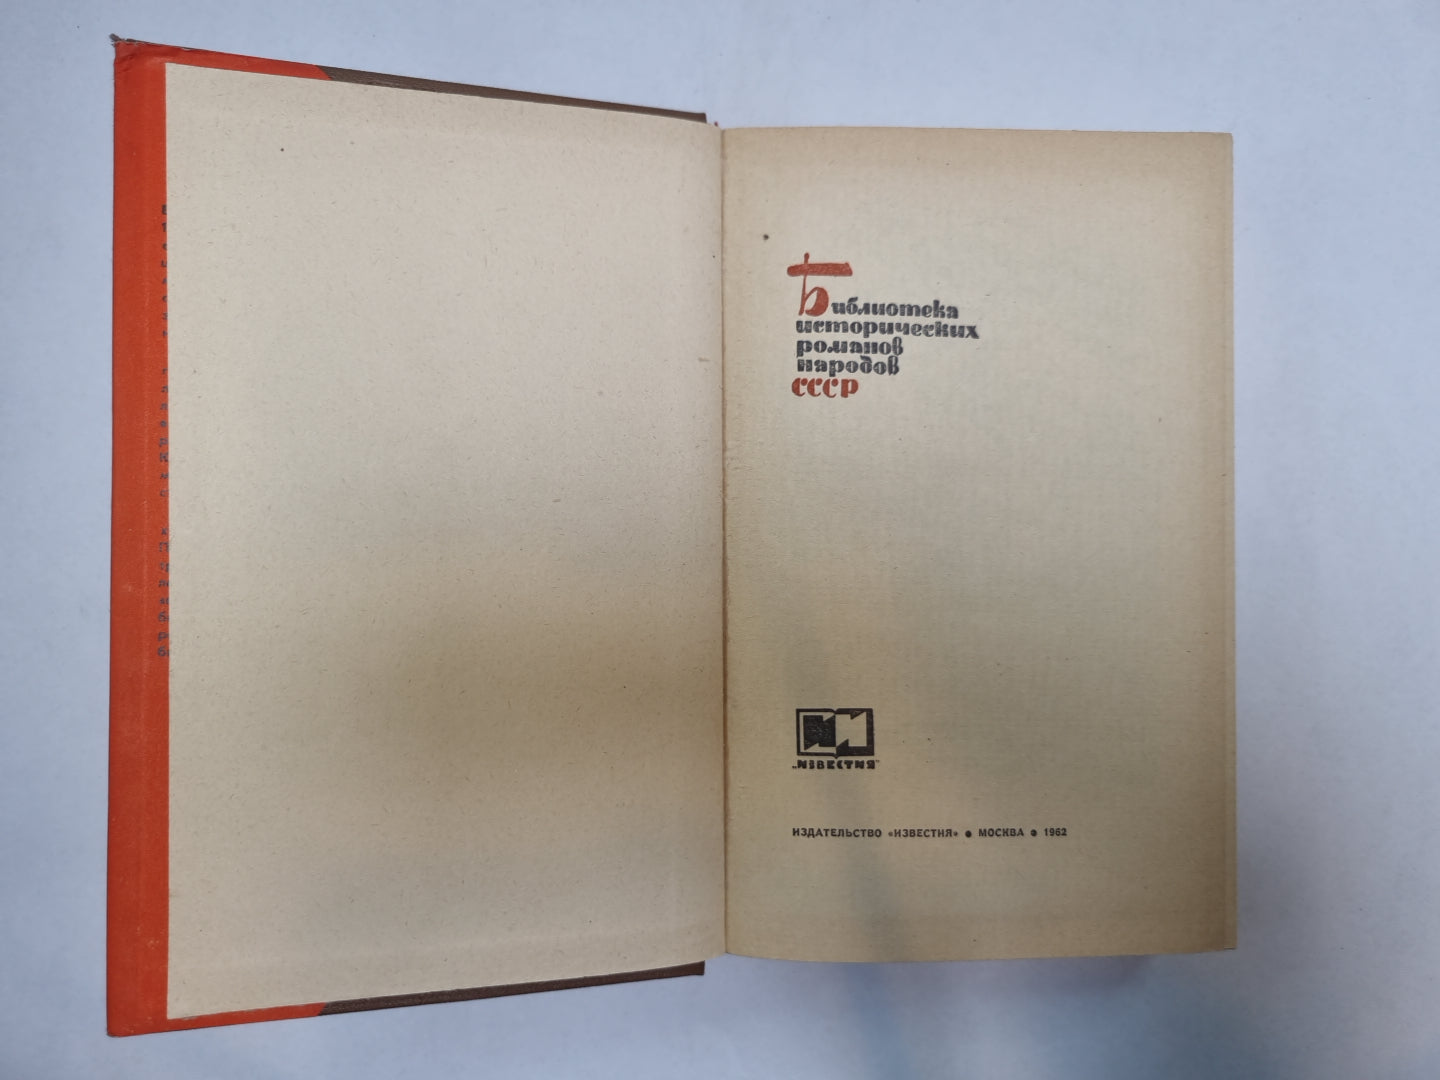 Библиотека
исторических
романов
народов
СССР
„ИЗВЕСТИЯ"
ИЗДАТЕЛЬСТВО «ИЗВЕСТИЯ» ● МОСКВА ● 1962